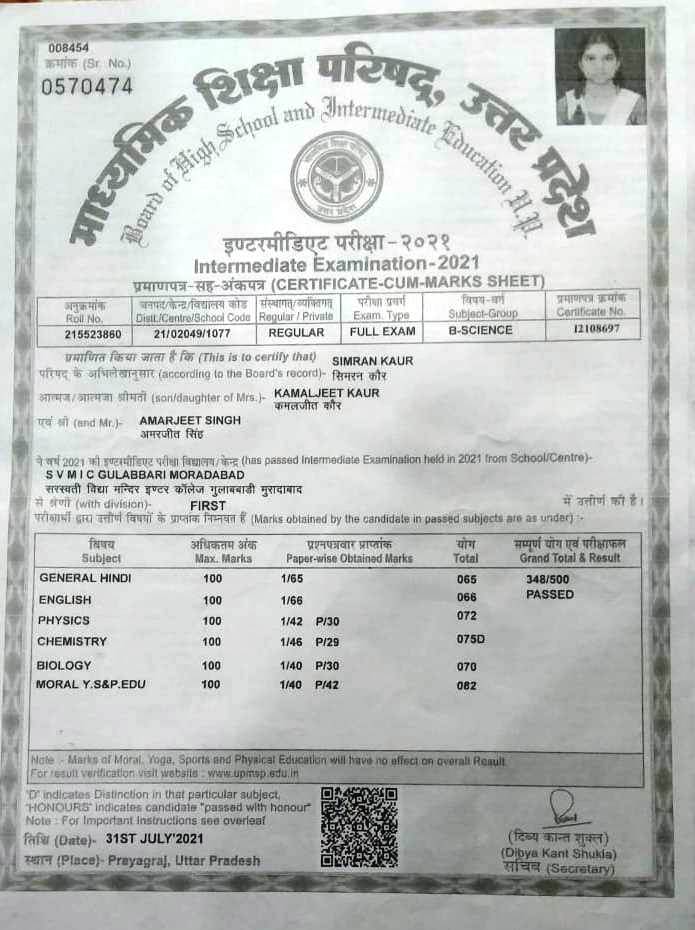 008454
क्रमांक (Sr. No.)
0570474
माध्यमिक शिक्षा परिषद्, उत्तर प्रदेश
Board of High School and Intermediate Education U.P.
इण्टरमीडिएट परीक्षा-२०२१
Intermediate Examination-2021
प्रमाणपत्र-सह-अंकपत्र (CERTIFICATE-CUM-MARKS SHEET)
अनुक्रमांक जनपद/केन्द्र/विद्यालय कोड संस्थागत/व्यक्तिगत परीक्षा प्रवर्ग विषय-वर्ग प्रमाणपत्र क्रमांक
Roll No. Distt./Centre/School Code Regular / Private Exam. Type Subject-Group Certificate No.
215523860 21/02049/1077 REGULAR FULL EXAM B-SCIENCE 12108697
प्रमाणित किया जाता है कि (This is to certify that) SIMRAN KAUR
परिषद के अभिलेखानुसार (according to the Board's record)- सिमरन कौर
आत्मज/आत्मजा श्रीमती (son/daughter of Mrs.)- KAMALJEET KAUR
कमलजीत कौर
एवं श्री (and Mr.)- AMARJEET SINGH
अमरजीत सिंह
ने वर्ष 2021 की इण्टरमीडिएट परीक्षा विद्यालय/केन्द्र (has passed Intermediate Examination held in 2021 from School/Centre)-
S V M I C GULABBARI MORADABAD
सरस्वती विद्या मन्दिर इण्टर कॉलेज गुलाबबाडी मुरादाबाद
से श्रेणी (with division)- FIRST में उत्तीर्ण की है।
परीक्षार्थी द्वारा उत्तीर्ण विषयों के प्राप्तांक निम्नवत हैं (Marks obtained by the candidate in passed subjects are as under) :-
विषय अधिकतम अंक प्रश्नपत्रवार प्राप्तांक योग सम्पूर्ण योग एवं परीक्षाफल
Subject Max. Marks Paper-wise Obtained Marks Total Grand Total & Result
GENERAL HINDI 100 1/65 065 348/500
ENGLISH 100 1/66 066 PASSED
PHYSICS 100 1/42 P/30 072
CHEMISTRY 100 1/46 P/29 075D
BIOLOGY 100 1/40 P/30 070
MORAL Y.S&P.EDU 100 1/40 P/42 082
Note :- Marks of Moral, Yoga, Sports and Physical Education will have no effect on overall Result
For result verification visit website : www.upmsp.edu.in
"D" indicates Distinction in that particular subject,
"HONOURS" indicates candidate "passed with honour"
Note : For Important Instructions see overleaf
तिथि (Date)- 31ST JULY'2021
स्थान (Place)- Prayagraj, Uttar Pradesh
(दिब्य कान्त शुक्ल)
(Dibya Kant Shukla)
सचिव (Secretary)